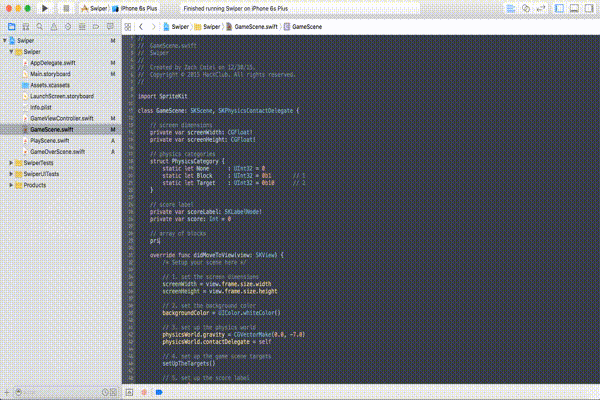 Swiper
iPhone 6s Plus
Finished running Swiper on iPhone 6s Plus
Swiper
M
Swiper
AppDelegate.swift
M
Main.storyboard
M
Assets.xcassets
LaunchScreen.storyboard
Info.plist
GameViewController.swift
M
GameScene.swift
M
PlayScene.swift
A
GameOverScene.swift
A
SwiperTests
SwiperUITests
Products
Swiper
Swiper
GameScene.swift
GameScene
//
// GameScene.swift
// Swiper
//
// Created by Zack
on 12/30/15.
// Copyright © 2015 HackClub. All rights reserved.
//
import SpriteKit
class GameScene: SKScene, SKPhysicsContactDelegate {
// screen dimensions
private var screenWidth: CGFloat!
private var screenHeight: CGFloat!
// physics categories
struct PhysicsCategory {
static let None : UInt32 = 0
static let Block : UInt32 = 0b1 // 1
static let Target : UInt32 = 0b10 // 2
}
// score label
private var scoreLabel: SKLabelNode!
private var score: Int = 0
// array of blocks
pri
override func didMoveToView(view: SKView) {
/* Setup your scene here */
// 1. set the screen dimensions
screenWidth = view.frame.size.width
screenHeight = view.frame.size.height
// 2. set the background color
backgroundColor = UIColor.whiteColor()
// 3. set up the physics world
physicsWorld.gravity = CGVectorMake(0.0, -7.0)
physicsWorld.contactDelegate = self
// 4. set up the game scene targets
setUpTheTargets()
// 5. set up the score label